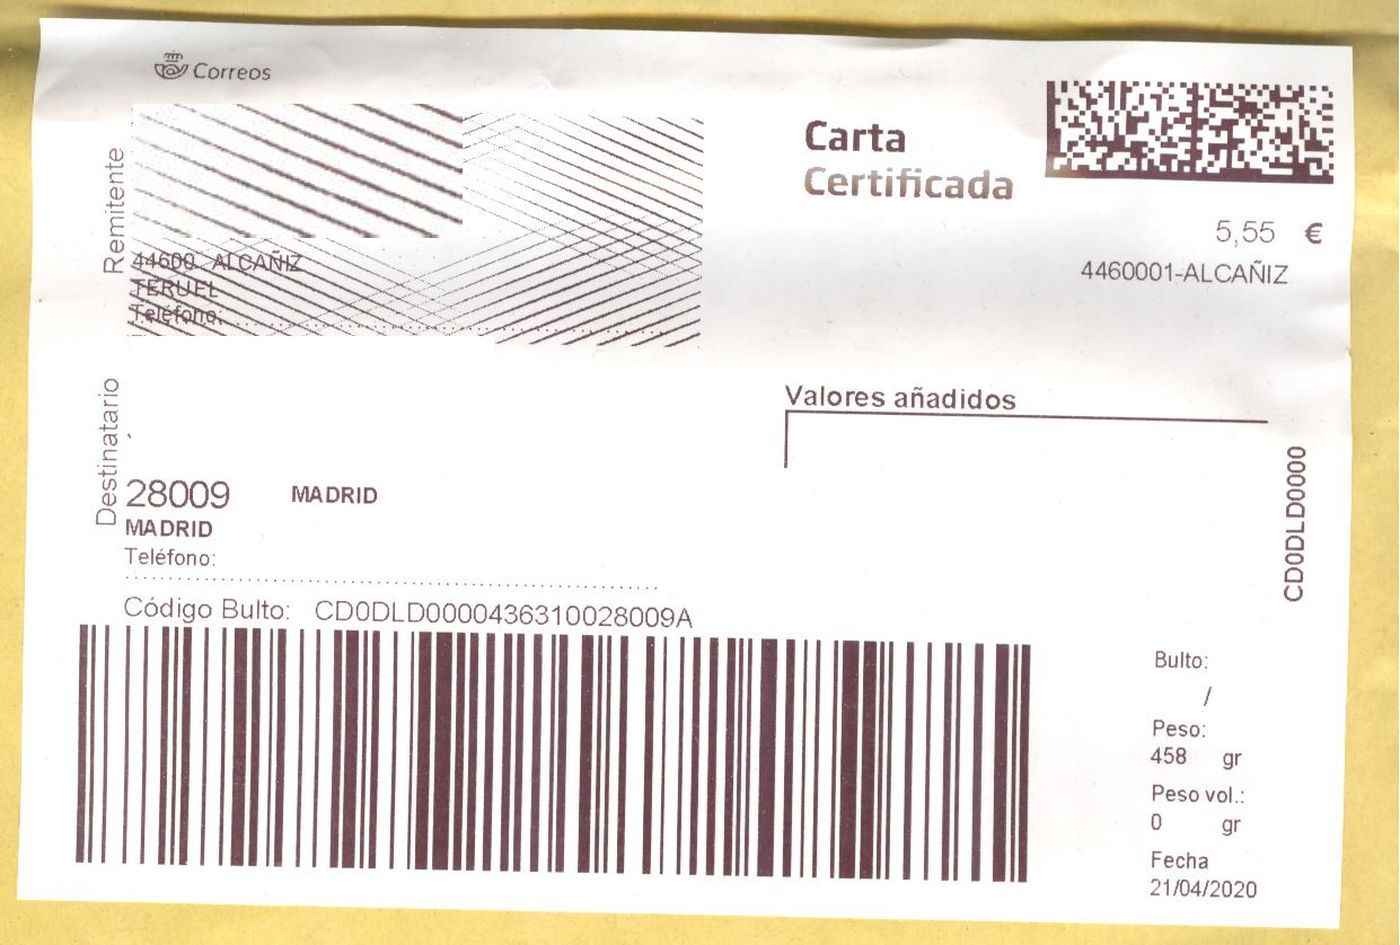 Correos
Remitente
44600 ALCAÑIZ
TERUEL
Teléfono:
Carta
Certificada
5,55 €
4460001-ALCAÑIZ
Destinatario
28009 MADRID
MADRID
Teléfono:
Valores añadidos
CD0DLD0000
Código Bulto: CD0DLD0000436310028009A
Bulto:
/
Peso:
458 gr
Peso vol.:
0 gr
Fecha
21/04/2020